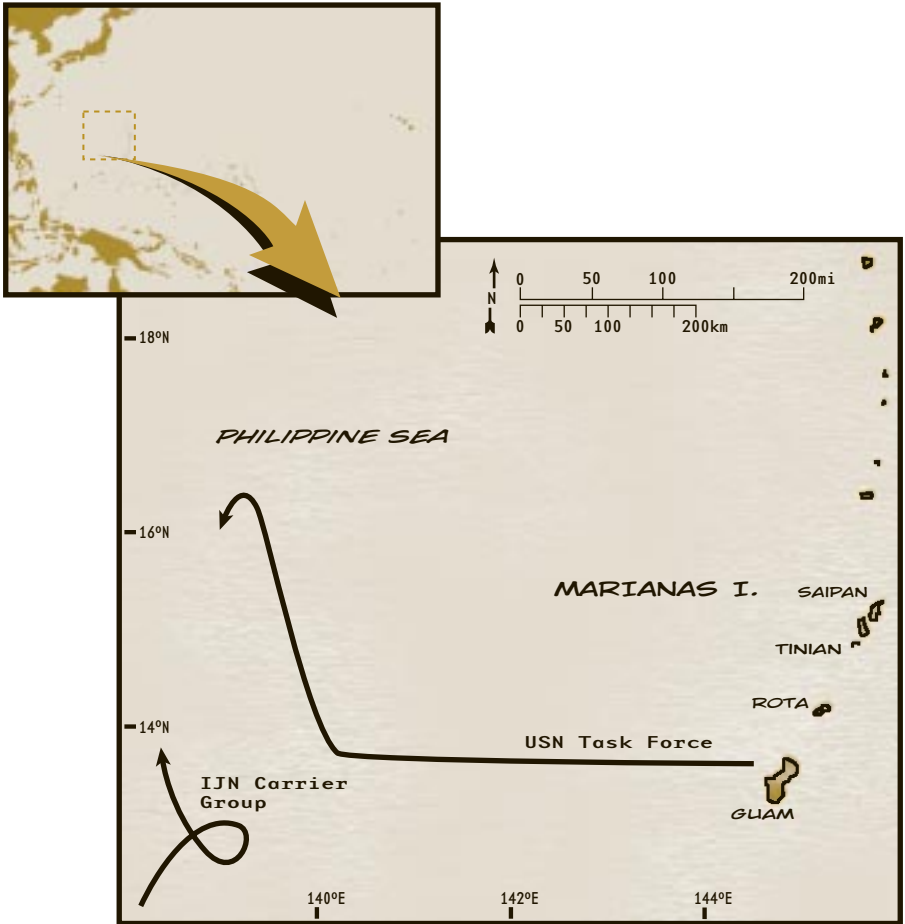 0 50 100 200mi
N
0 50 100 200km
18ºN
PHILIPPINE SEA
16ºN
MARIANAS I.
SAIPAN
TINIAN
ROTA
14ºN
USN Task Force
IJN Carrier
Group
GUAM
140ºE 142ºE 144ºE